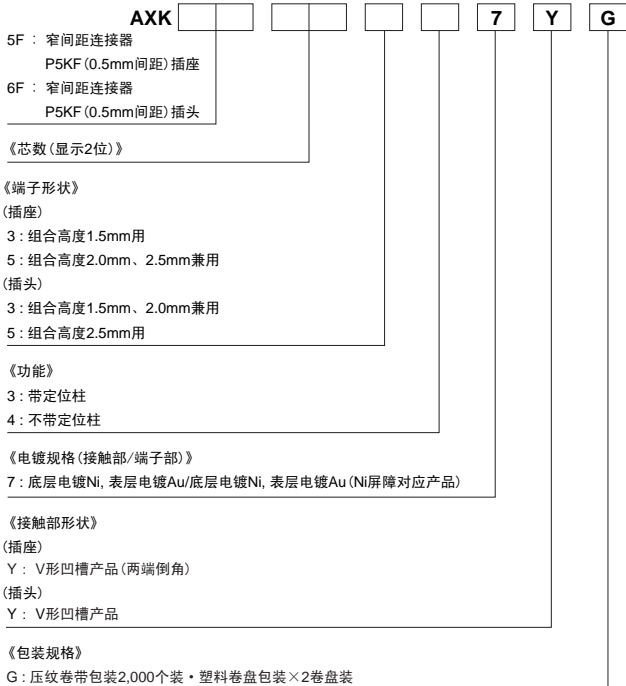 AXK 7 Y G
5F : 窄间距连接器
P5KF(0.5mm间距)插座
6F : 窄间距连接器
P5KF(0.5mm间距)插头
《芯数(显示2位)》
《端子形状》
(插座)
3 : 组合高度1.5mm用
5 : 组合高度2.0mm、2.5mm兼用
(插头)
3 : 组合高度1.5mm、2.0mm兼用
5 : 组合高度2.5mm用
《功能》
3 : 带定位柱
4 : 不带定位柱
《电镀规格(接触部/端子部)》
7 : 底层电镀Ni, 表层电镀Au/底层电镀Ni, 表层电镀Au(Ni屏障对应产品)
《接触部形状》
(插座)
Y : V形凹槽产品(两端倒角)
(插头)
Y : V形凹槽产品
《包装规格》
G : 压纹卷带包装2,000个装・塑料卷盘包装×2卷盘装